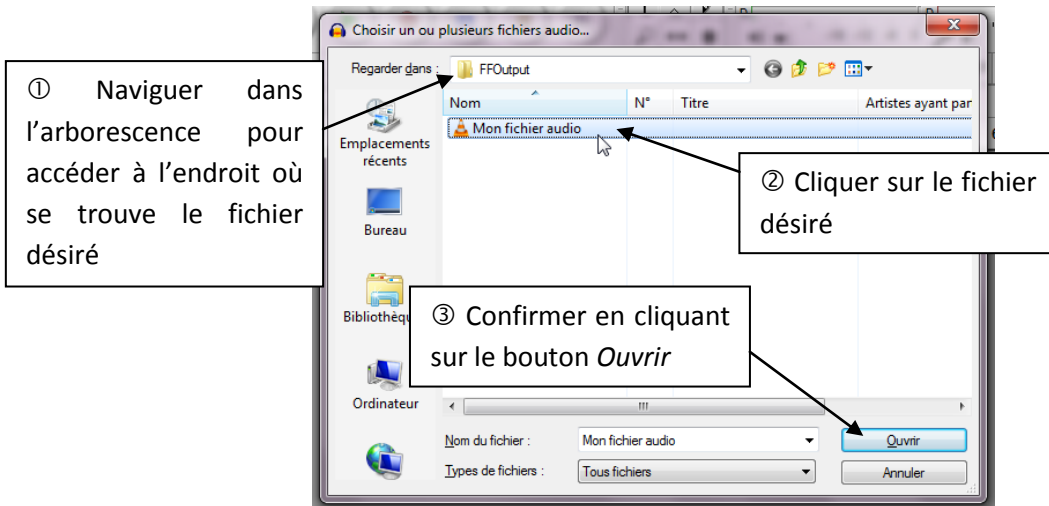 Choisir un ou plusieurs fichiers audio...
① Naviguer dans
l'arborescence pour
accéder à l'endroit où
se trouve le fichier
désiré
Regarder dans :
FFOutput
Nom
N°
Titre
Artistes ayant par
Mon fichier audio
Emplacements
récents
② Cliquer sur le fichier
désiré
Bureau
③ Confirmer en cliquant
sur le bouton Ouvrir
Bibliothèqu
Ordinateur
Nom du fichier :
Mon fichier audio
Ouvrir
Types de fichiers :
Tous fichiers
Annuler